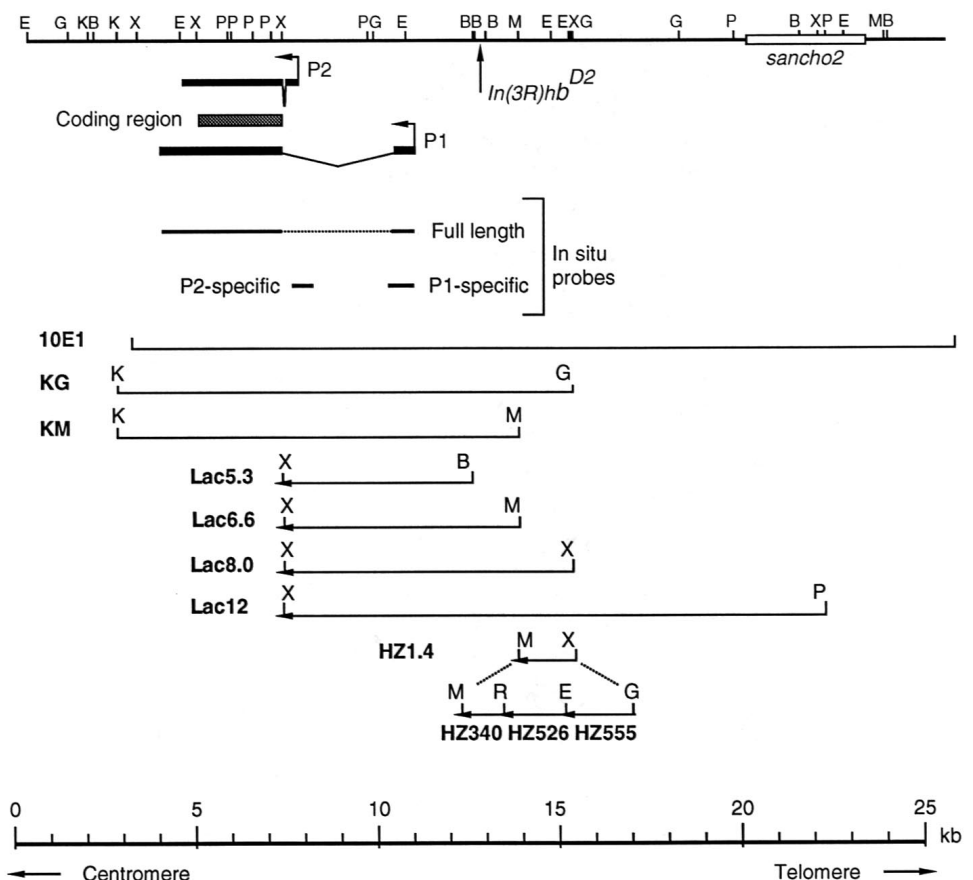 E G KB K X E X PP P P X PG E BB B M E EXG G P B XP E MB
P2
In(3R)hb D2
sancho2
Coding region
P1
Full length
In situ
probes
P2-specific
P1-specific
10E1
K G
KG
K M
KM
X B
Lac5.3
X M
Lac6.6
X X
Lac8.0
X P
Lac12
M X
HZ1.4
M R E G
HZ340 HZ526 HZ555
0 5 10 15 20 25
kb
Centromere Telomere